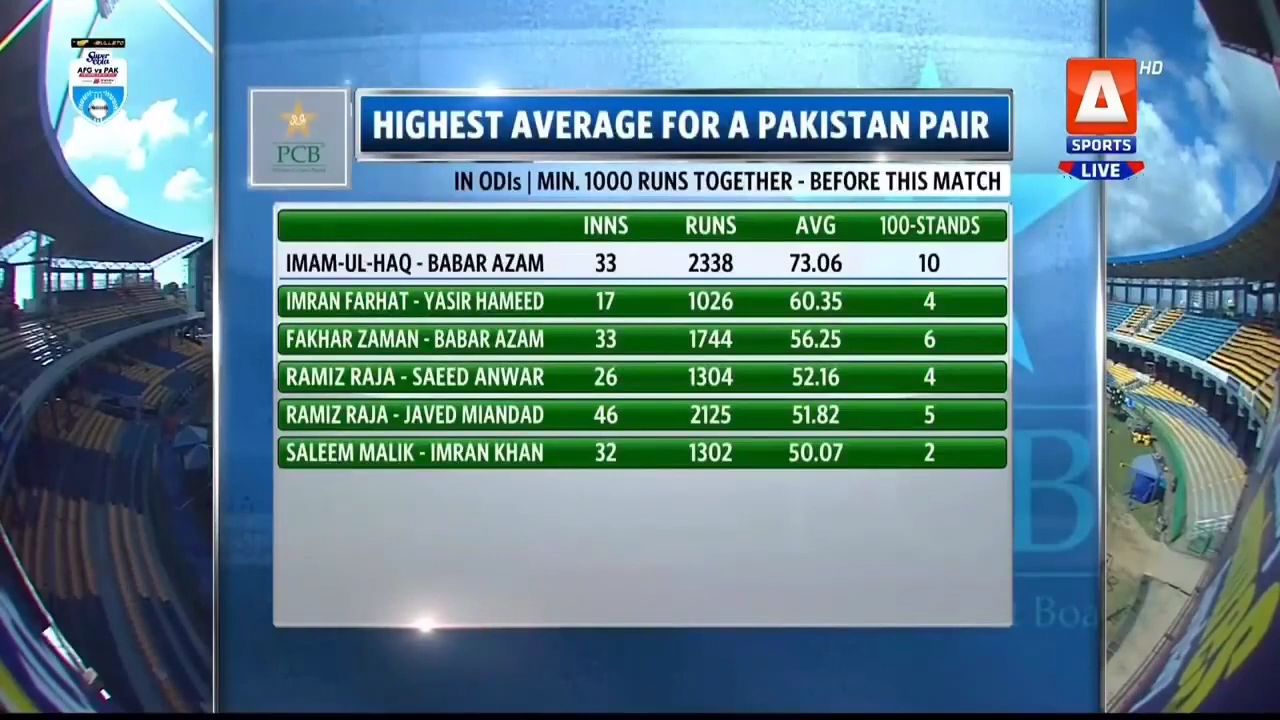 BULLETO
Super
Cola
AFG vs PAK
A
HD
SPORTS
LIVE
PCB
HIGHEST AVERAGE FOR A PAKISTAN PAIR
IN ODIs | MIN. 1000 RUNS TOGETHER - BEFORE THIS MATCH
INNS RUNS AVG 100-STANDS
IMAM-UL-HAQ - BABAR AZAM 33 2338 73.06 10
IMRAN FARHAT - YASIR HAMEED 17 1026 60.35 4
FAKHAR ZAMAN - BABAR AZAM 33 1744 56.25 6
RAMIZ RAJA - SAEED ANWAR 26 1304 52.16 4
RAMIZ RAJA - JAVED MIANDAD 46 2125 51.82 5
SALEEM MALIK - IMRAN KHAN 32 1302 50.07 2
B
Boa